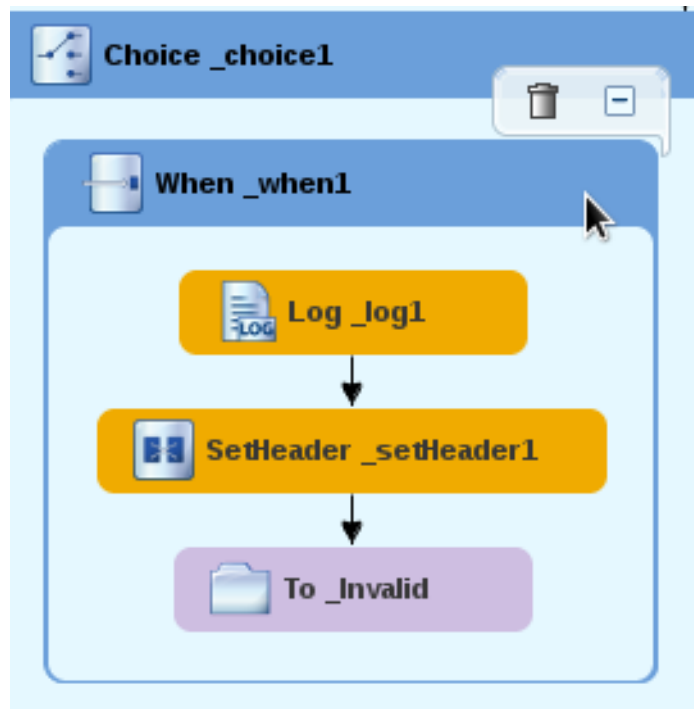 Choice _choice1
When _when1
LOG
Log _log1
SetHeader _setHeader1
To _Invalid